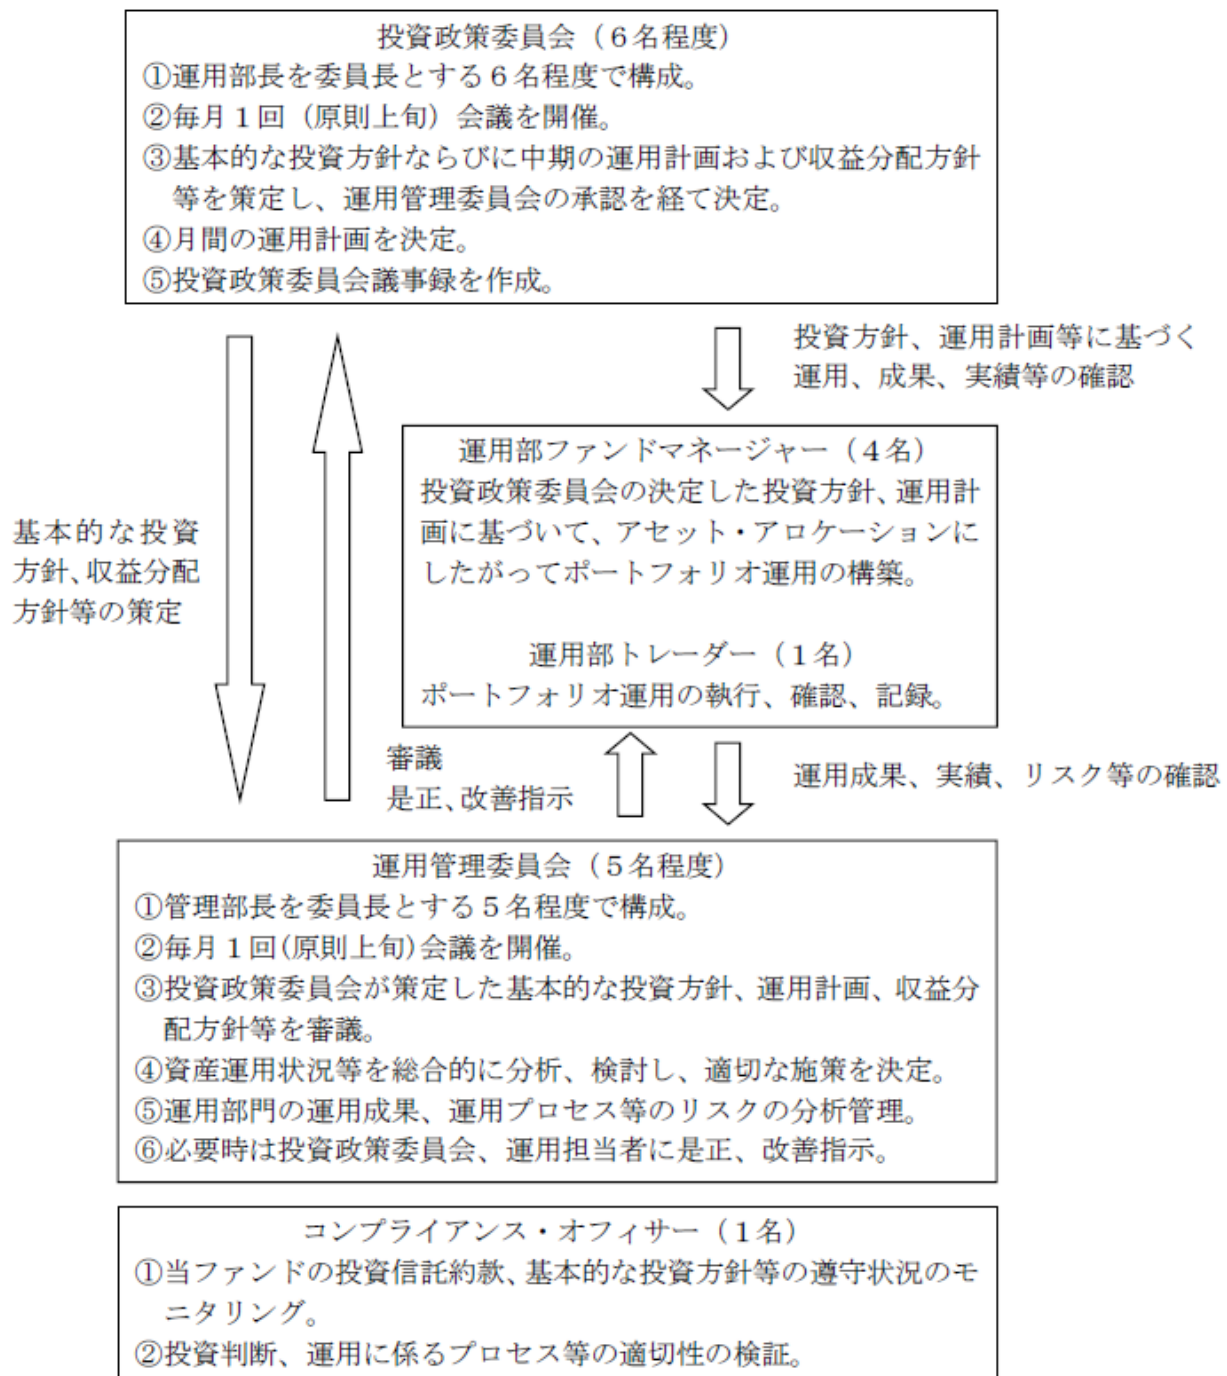 投資政策委員会（６名程度）
①運用部長を委員長とする６名程度で構成。
②毎月１回（原則上旬）会議を開催。
③基本的な投資方針ならびに中期の運用計画および収益分配方針
等を策定し、運用管理委員会の承認を経て決定。
④月間の運用計画を決定。
⑤投資政策委員会議事録を作成。
投資方針、運用計画等に基づく
運用、成果、実績等の確認
運用部ファンドマネージャー（４名）
投資政策委員会の決定した投資方針、運用計
画に基づいて、アセット・アロケーションに
したがってポートフォリオ運用の構築。
運用部トレーダー（１名）
ポートフォリオ運用の執行、確認、記録。
基本的な投資
方針、収益分配
方針等の策定
審議
是正、改善指示
運用成果、実績、リスク等の確認
運用管理委員会（５名程度）
①管理部長を委員長とする５名程度で構成。
②毎月１回(原則上旬)会議を開催。
③投資政策委員会が策定した基本的な投資方針、運用計画、収益分
配方針等を審議。
④資産運用状況等を総合的に分析、検討し、適切な施策を決定。
⑤運用部門の運用成果、運用プロセス等のリスクの分析管理。
⑥必要時は投資政策委員会、運用担当者に是正、改善指示。
コンプライアンス・オフィサー（１名）
①当ファンドの投資信託約款、基本的な投資方針等の遵守状況のモ
ニタリング。
②投資判断、運用に係るプロセス等の適切性の検証。